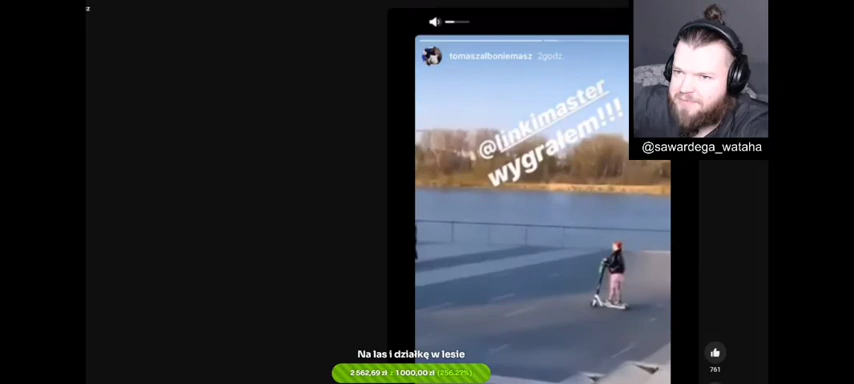 z
tomaszalboniemasz 2godz.
@linkimaster
wygrałem!!!
@sawardega_wataha
Na las i działkę w lesie
2 562,69 zł z 1 000,00 zł (256.27%)
761